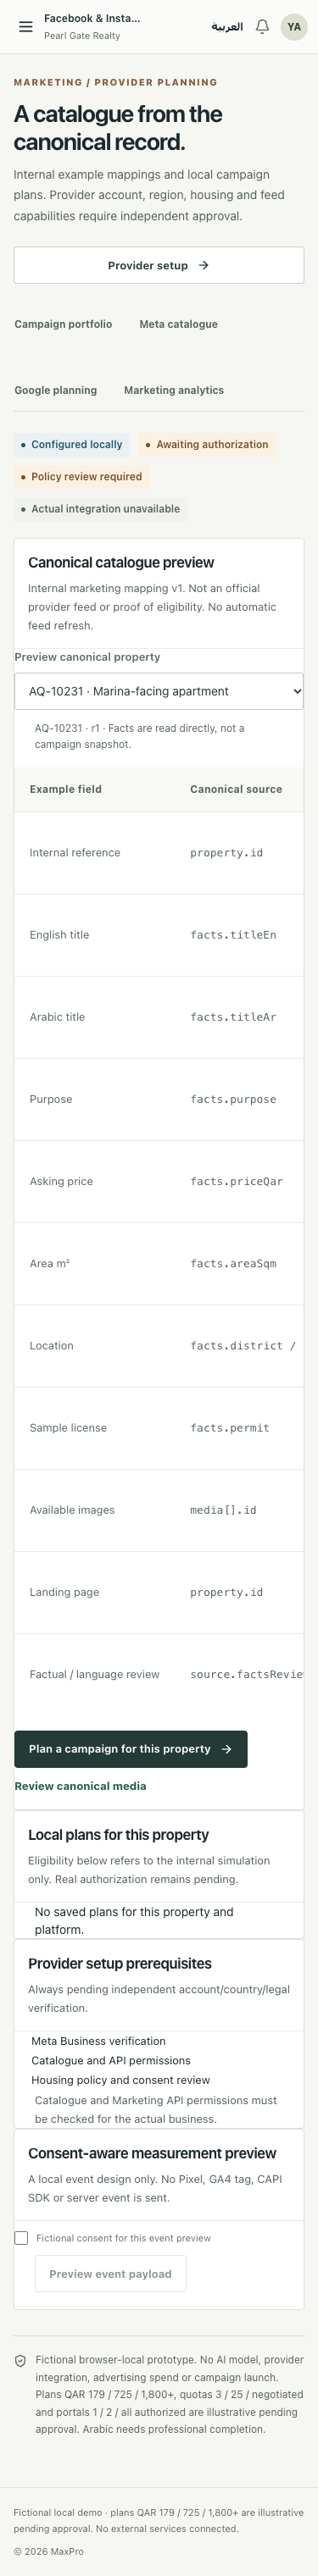 Facebook & Insta...
Pearl Gate Realty
العربية
YA
MARKETING / PROVIDER PLANNING
A catalogue from the
canonical record.
Internal example mappings and local campaign
plans. Provider account, region, housing and feed
capabilities require independent approval.
Provider setup →
Campaign portfolio Meta catalogue
Google planning Marketing analytics
Configured locally Awaiting authorization
Policy review required
Actual integration unavailable
Canonical catalogue preview
Internal marketing mapping v1. Not an official
provider feed or proof of eligibility. No automatic
feed refresh.
Preview canonical property
AQ-10231 · Marina-facing apartment
AQ-10231 · r1 · Facts are read directly, not a
campaign snapshot.
Example field Canonical source
Internal reference property.id
English title facts.titleEn
Arabic title facts.titleAr
Purpose facts.purpose
Asking price facts.priceQar
Area m² facts.areaSqm
Location facts.district /
Sample license facts.permit
Available images media[].id
Landing page property.id
Factual / language review source.factsRevie
Plan a campaign for this property →
Review canonical media
Local plans for this property
Eligibility below refers to the internal simulation
only. Real authorization remains pending.
No saved plans for this property and
platform.
Provider setup prerequisites
Always pending independent account/country/legal
verification.
Meta Business verification
Catalogue and API permissions
Housing policy and consent review
Catalogue and Marketing API permissions must
be checked for the actual business.
Consent-aware measurement preview
A local event design only. No Pixel, GA4 tag, CAPI
SDK or server event is sent.
Fictional consent for this event preview
Preview event payload
Fictional browser-local prototype. No AI model, provider
integration, advertising spend or campaign launch.
Plans QAR 179 / 725 / 1,800+, quotas 3 / 25 / negotiated
and portals 1 / 2 / all authorized are illustrative pending
approval. Arabic needs professional completion.
Fictional local demo · plans QAR 179 / 725 / 1,800+ are illustrative
pending approval. No external services connected.
© 2026 MaxPro